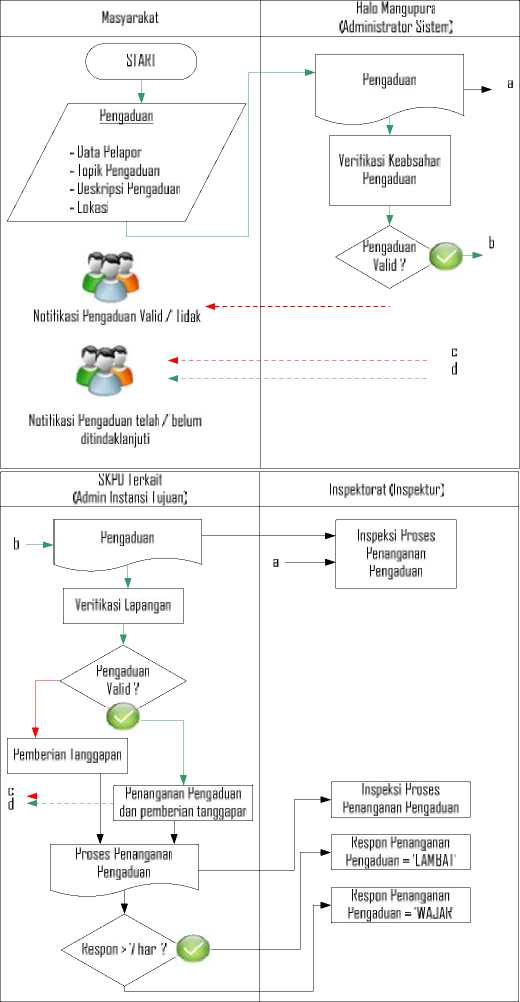 Masyarakat
Halo Mangupura
(Administrator Sistem)
START
Pengaduan
- Data Pelapor
- Topik Pengaduan
- Deskripsi Pengaduan
- Lokasi
Pengaduan
a
Verifikasi Keabsahan
Pengaduan
Pengaduan
Valid ?
b
Notifikasi Pengaduan Valid / Tidak
c
d
Notifikasi Pengaduan telah / belum
ditindaklanjuti
SKPD Terkait
(Admin Instansi Tujuan)
Inspektorat (Inspektur)
b
Pengaduan
Inspeksi Proses
Penanganan
Pengaduan
a
Verifikasi Lapangan
Pengaduan
Valid ?
Pemberian Tanggapan
c
d
Penanganan Pengaduan
dan pemberian tanggapan
Inspeksi Proses
Penanganan Pengaduan
Proses Penanganan
Pengaduan
Respon Penanganan
Pengaduan = 'LAMBAT'
Respon Penanganan
Pengaduan = 'WAJAR'
Respon > 7 hari ?